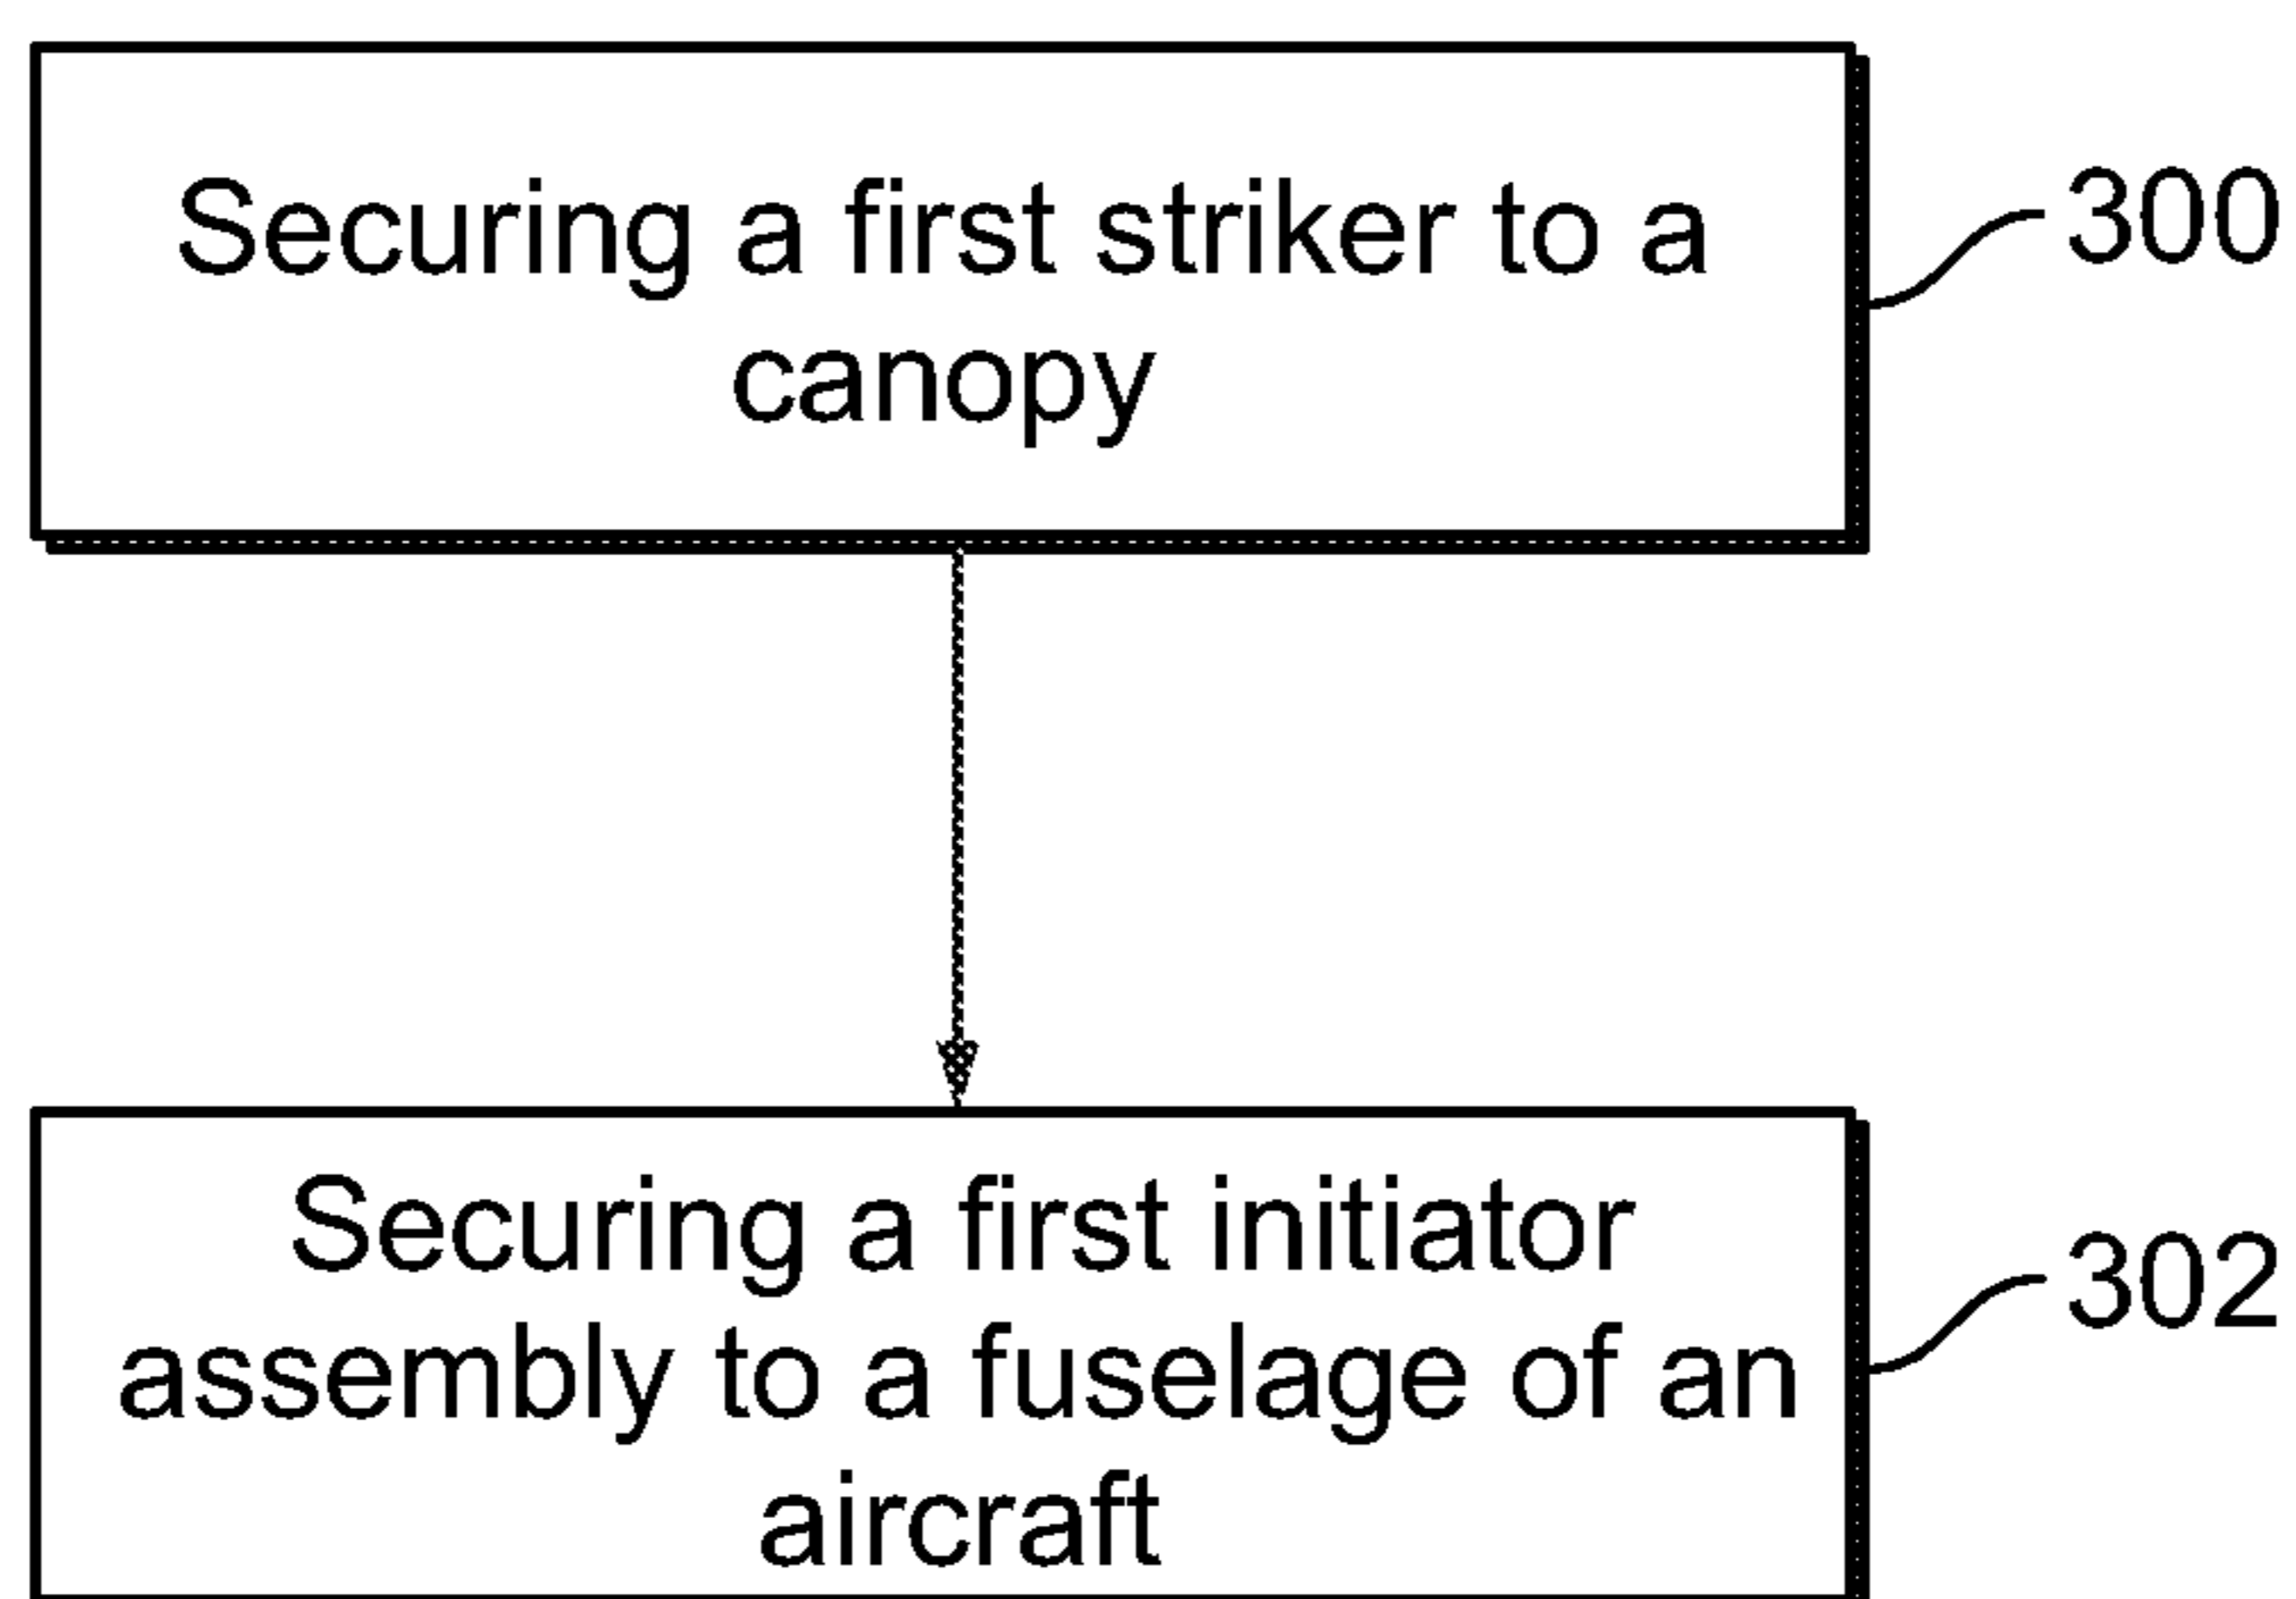 Securing a first striker to a
canopy
300
Securing a first initiator
assembly to a fuselage of an
aircraft
302